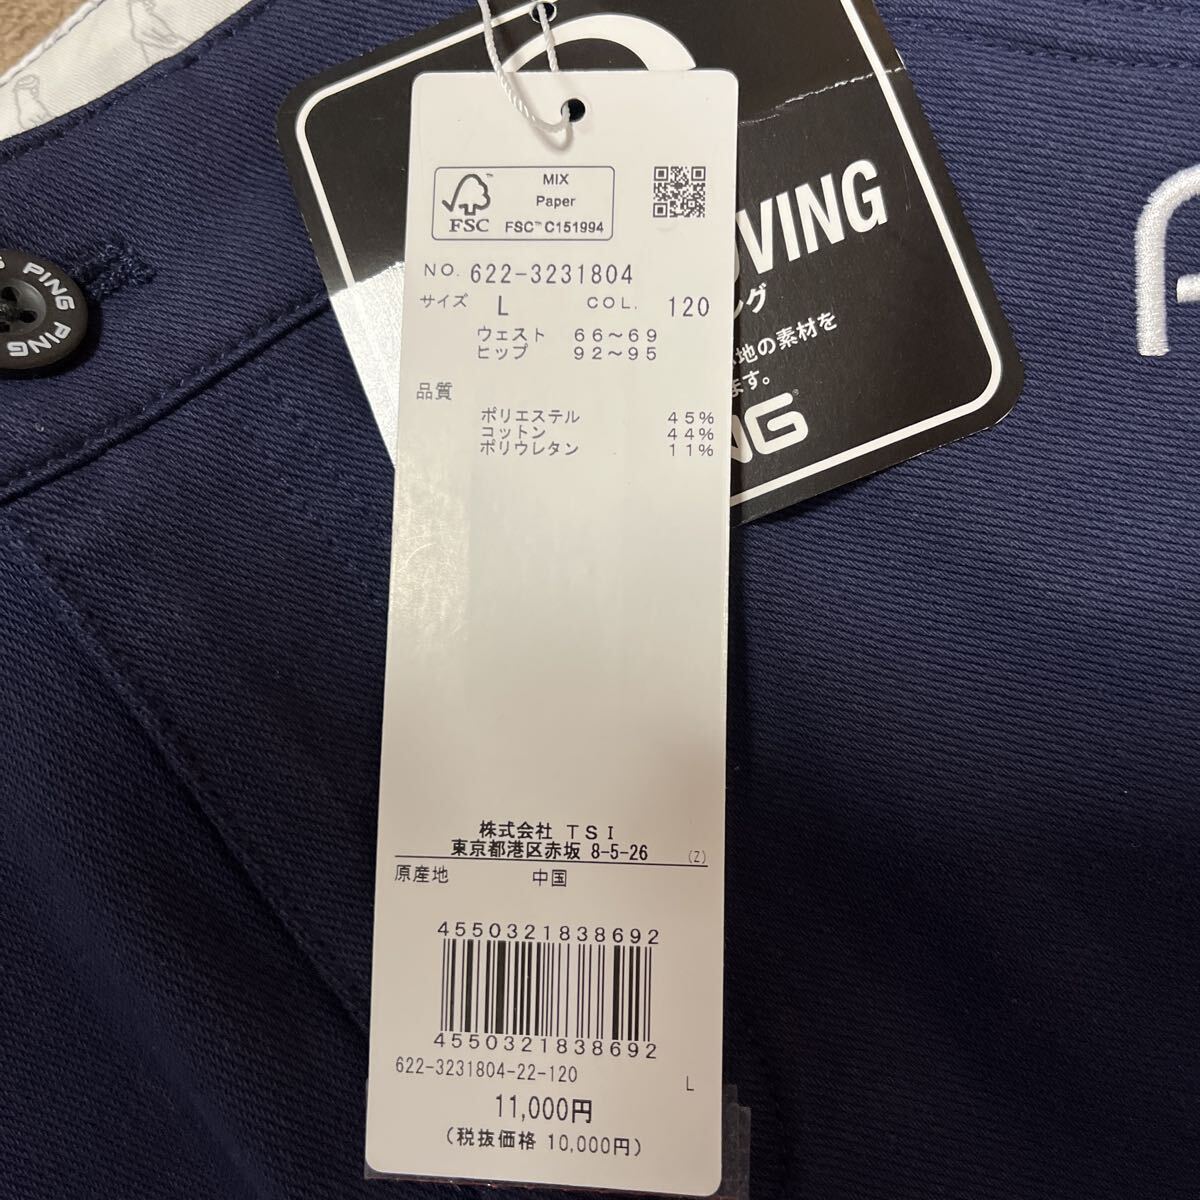 MIX
Paper
FSC™ C151994
FSC
NO. 622-3231804
サイズ L COL. 120
ウェスト 66～69
ヒップ 92～95
品質
ポリエステル 45%
コットン 44%
ポリウレタン 11%
株式会社 TSI
東京都港区赤坂 8-5-26 (Z)
原産地 中国
4550321838692
4550321838692
622-3231804-22-120 L
11,000円
(税抜価格 10,000円)
VING
グ
地の素材を
ます。
NG
PING PING